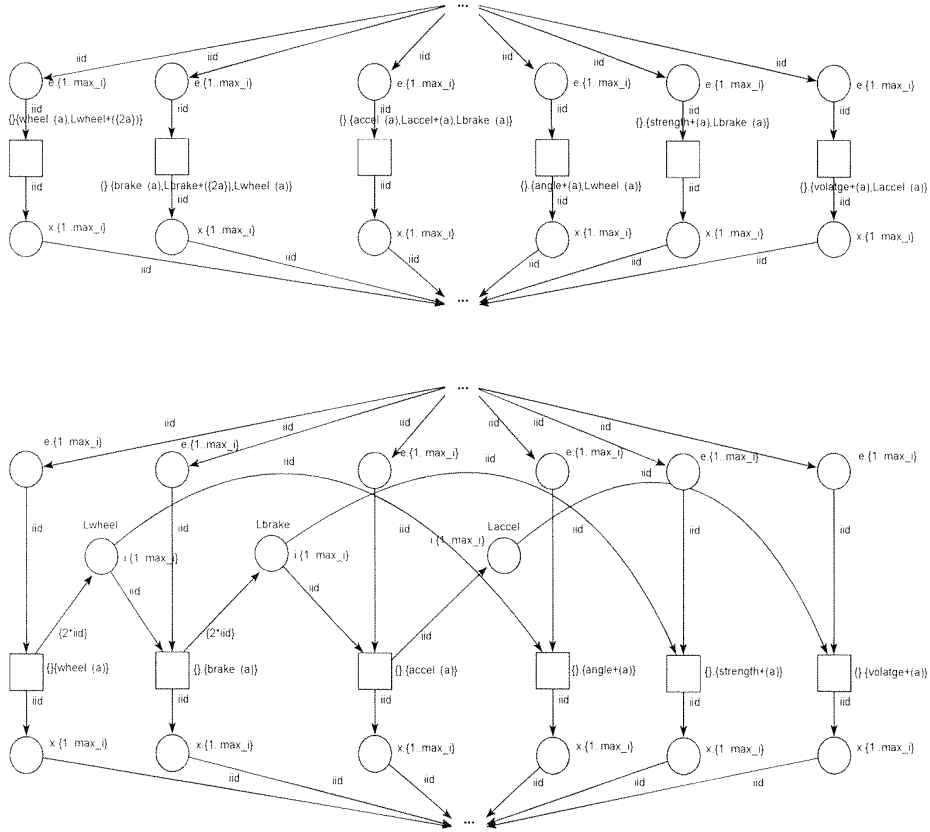 ...
iid iid iid iid iid iid
e.{1. max_i} e.{1..max_i} e.{1. max_i} e.{1. max_i} e.{1. max_i} e.{1. max_i}
iid iid iid iid iid iid
{}{wheel (a),Lwheel+({2a})} {}.{accel (a),Laccel+(a),Lbrake (a)} {}.{strength+(a),Lbrake (a)}
{}.{brake (a),Lbrake+({2a}),Lwheel (a)} {}.{angle+(a),Lwheel (a)} {}.{volatge+(a),Laccel (a)}
iid iid iid iid iid iid
x.{1 .max_i} x {1 .max_i} x.{1. max_i} x.{1. max_i} x.{1 .max_i} x.{1 max_i}
iid iid iid iid iid iid
...
...
iid iid iid iid iid iid
e.{1 max_i} e.{1..max_i} e.{1. max_i} e.{1. max_i} e.{1..max_i} e.{1 max_i}
iid iid iid
iid iid iid iid iid iid
Lwheel Lbrake Laccel
i {1 max_i} i {1 max_i} i {1 max_i}
iid iid
{2*iid} {2*iid} iid
{}{wheel (a)} {}.{brake (a)} {}.{accel (a)} {}.{angle+(a)} {}.{strength+(a)} {}.{volatge+(a)}
iid iid iid iid iid iid
x.{1 max_i} x.{1. max_i} x.{1..max_i} x {1. max_i} x.{1 max_i} x {1 .max_i}
iid iid iid iid iid iid
...